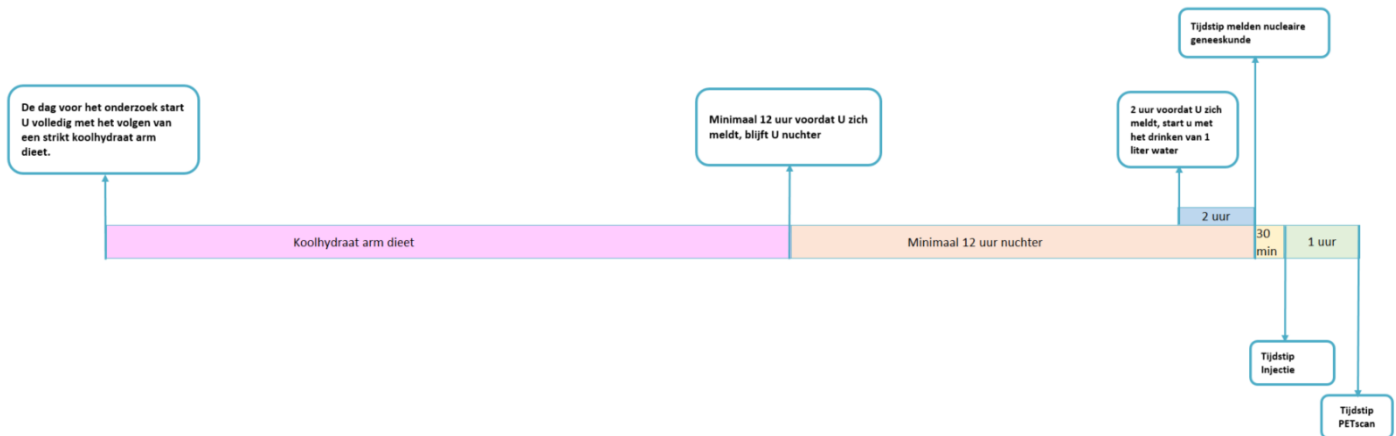 De dag voor het onderzoek start
U volledig met het volgen van
een strikt koolhydraat arm
dieet.
Minimaal 12 uur voordat U zich
meldt, blijft U nuchter
2 uur voordat U zich
meldt, start u met
het drinken van 1
liter water
Tijdstip melden nucleaire
geneeskunde
2 uur
Koolhydraat arm dieet
Minimaal 12 uur nuchter
30
min
1 uur
Tijdstip
Injectie
Tijdstip
PETscan